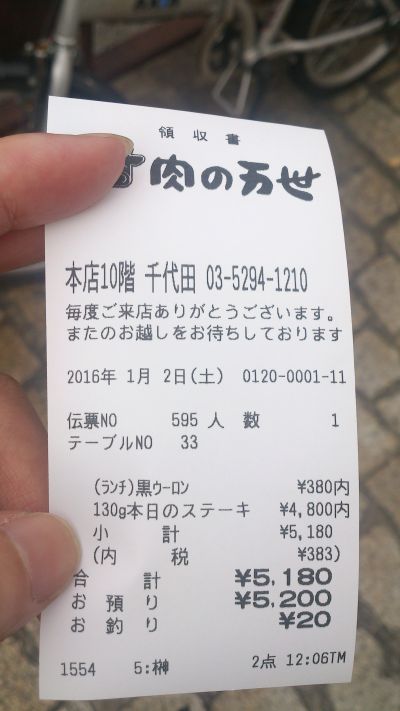 領収書
肉の万世
本店10階 千代田 03-5294-1210
毎度ご来店ありがとうございます。
またのお越しをお待ちしております
2016年 1月 2日(土) 0120-0001-11
伝票NO 595 人 数 1
テーブルNO 33
(ランチ)黒ウーロン ¥380内
130g本日のステーキ ¥4,800内
小 計 ¥5,180
(内 税 ¥383)
合 計 ¥5,180
お 預 り ¥5,200
お 釣 り ¥20
1554 5:榊 2点 12:06TM